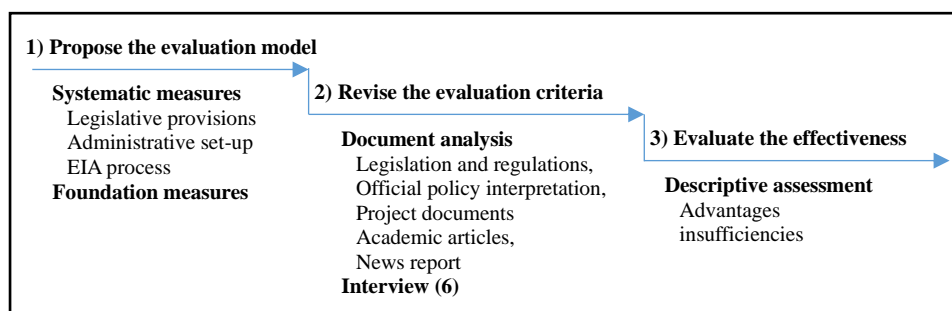 1) Propose the evaluation model
Systematic measures
Legislative provisions
Administrative set-up
EIA process
Foundation measures
2) Revise the evaluation criteria
Document analysis
Legislation and regulations,
Official policy interpretation,
Project documents
Academic articles,
News report
Interview (6)
3) Evaluate the effectiveness
Descriptive assessment
Advantages
insufficiencies